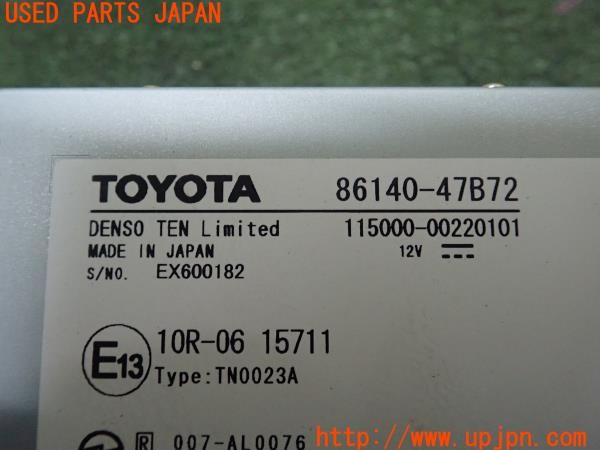 USED PARTS JAPAN
TOYOTA 86140-47B72
DENSO TEN Limited 115000-00220101
MADE IN JAPAN 12V
S/NO. EX600182
E13 10R-06 15711
Type:TN0023A
R 007-AL0076
http://www.upjpn.com